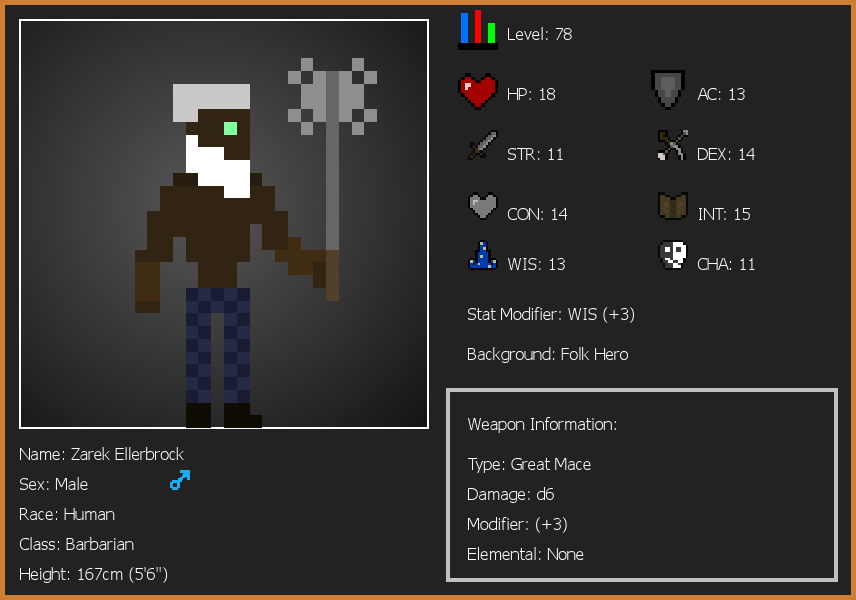 Level: 78
HP: 18
AC: 13
STR: 11
DEX: 14
CON: 14
INT: 15
WIS: 13
CHA: 11
Stat Modifier: WIS (+3)
Background: Folk Hero
Weapon Information:
Type: Great Mace
Damage: d6
Modifier: (+3)
Elemental: None
Name: Zarek Ellerbrock
Sex: Male
Race: Human
Class: Barbarian
Height: 167cm (5'6")